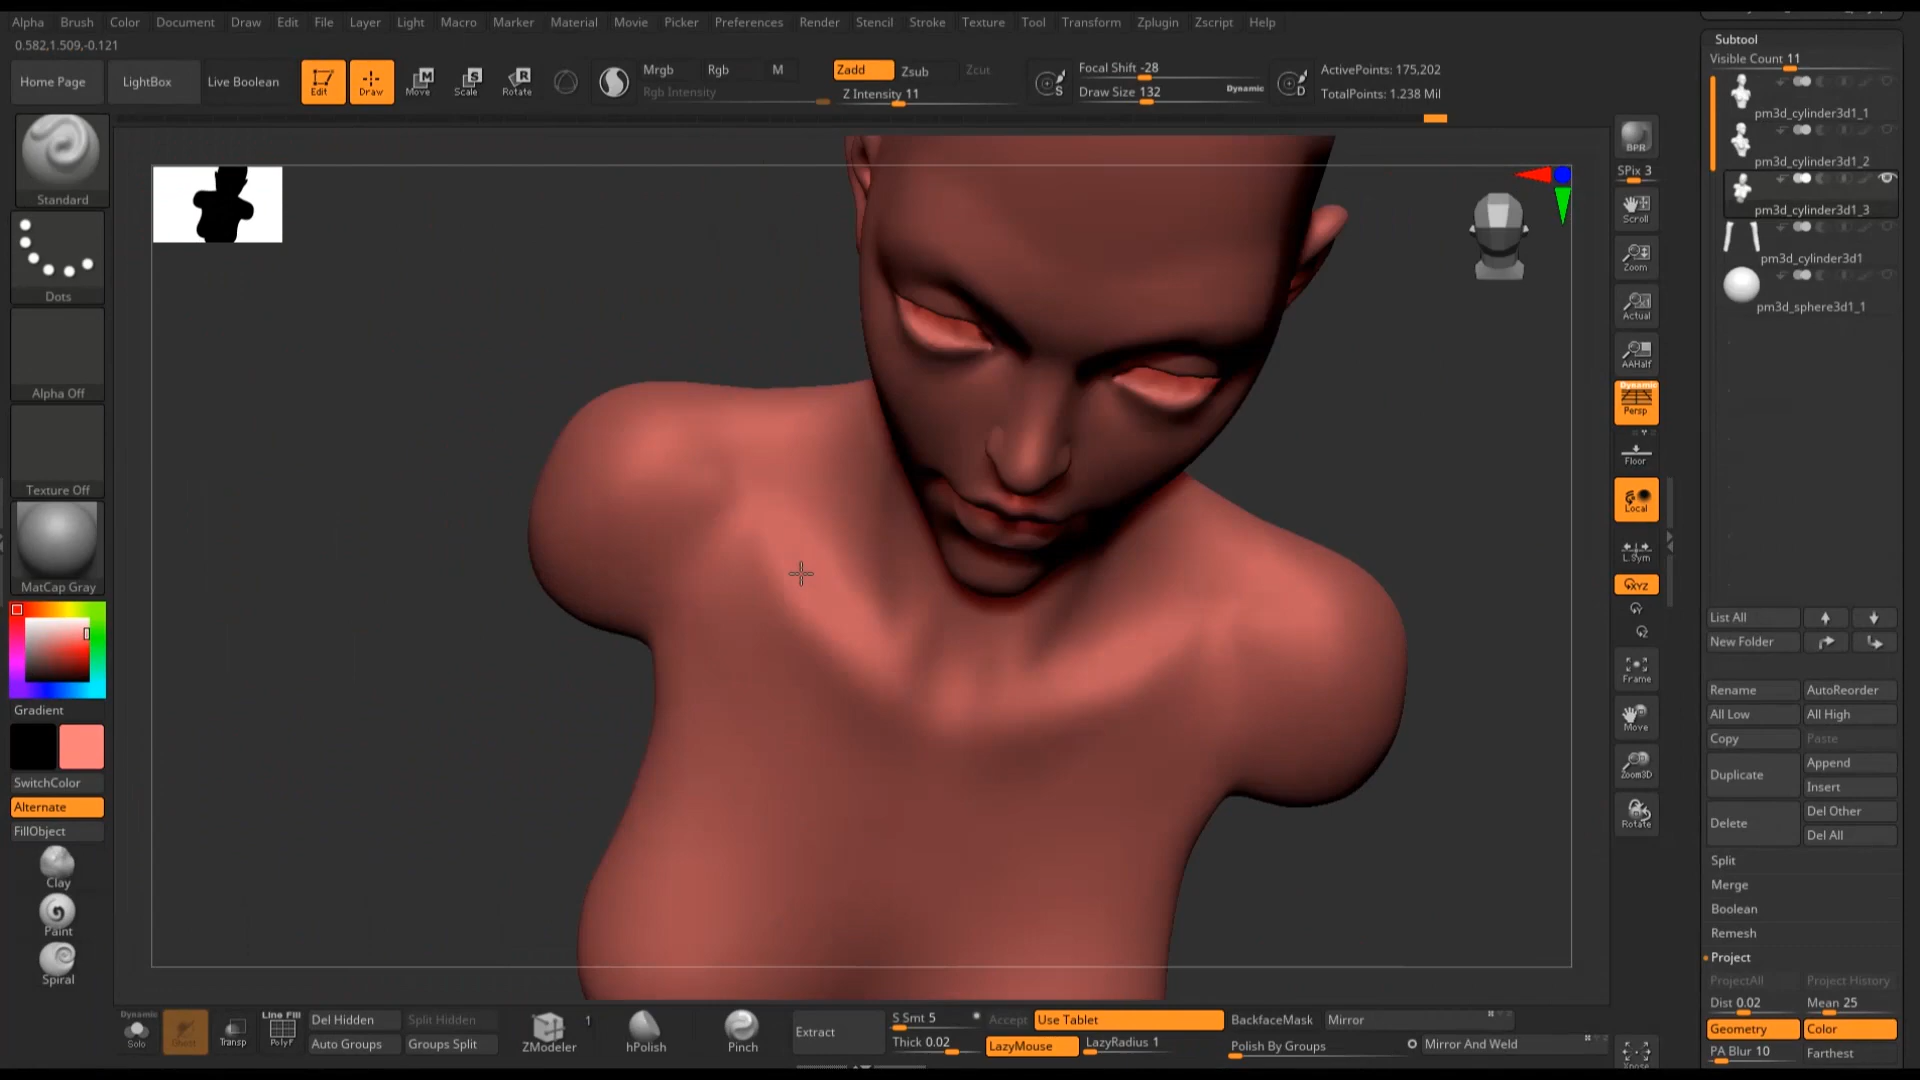 Alpha Brush Color Document Draw Edit File Layer Light Macro Marker Material Movie Picker Preferences Render Stencil Stroke Texture Tool Transform Zplugin Zscript Help
0.582,1.509,-0.121
Home Page LightBox Live Boolean Edit Draw Move Scale Rotate
M S R
Mrgb Rgb M
Rgb Intensity
Zadd Zsub Zcut
Z Intensity 11
S
Focal Shift -28
Draw Size 132 Dynamic
D
ActivePoints: 175,202
TotalPoints: 1.238 Mil
Standard
Dots
Alpha Off
Texture Off
MatCap Gray
Gradient
SwitchColor
Alternate
FillObject
Clay
Paint
Spiral
BPR
SPix 3
Scroll
Zoom
Actual
AAHalf
Dynamic
Persp
Floor
Local
L.Sym
XYZ
Y
Z
Frame
Move
Zoom3D
Rotate
Xpose
Subtool
Visible Count 11
pm3d_cylinder3d1_1
pm3d_cylinder3d1_2
pm3d_cylinder3d1_3
pm3d_cylinder3d1
pm3d_sphere3d1_1
List All
New Folder
Rename AutoReorder
All Low All High
Copy Paste
Duplicate Append
Insert
Delete Del Other
Del All
Split
Merge
Boolean
Remesh
Project
ProjectAll Project History
Dist 0.02 Mean 25
Geometry Color
PA Blur 10 Farthest
Dynamic
Solo
Ghost
Transp
Line Fill
PolyF
Del Hidden Split Hidden
Auto Groups Groups Split
1
ZModeler
hPolish
Pinch
Extract
S Smt 5 Accept
Thick 0.02
Use Tablet
LazyMouse LazyRadius 1
BackfaceMask Mirror
Polish By Groups Mirror And Weld